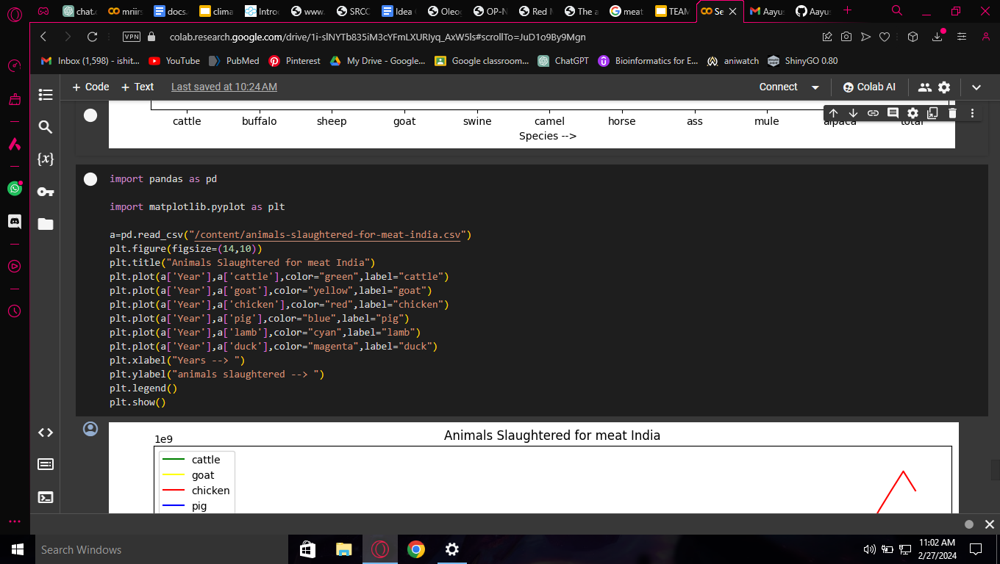 chat.
mriirs
docs.
clima
Introc
www.
SRCC
Idea
Oleog
OP-N
Red M
The a
meat
TEAM
Se
Aayus
Aayus
VPN
colab.research.google.com/drive/1i-slNYTb835iM3cYFmLXURIyq_AxW5ls#scrollTo=JuD1o9By9Mgn
Inbox (1,598) - ishit...
YouTube
PubMed
Pinterest
My Drive - Google...
Google classroom...
ChatGPT
Bioinformatics for E...
aniwatch
ShinyGO 0.80
+ Code + Text Last saved at 10:24 AM
Connect
Colab AI
cattle buffalo sheep goat swine camel horse ass mule alpaca total
Species -->
{x}
import pandas as pd
import matplotlib.pyplot as plt
a=pd.read_csv("/content/animals-slaughtered-for-meat-india.csv")
plt.figure(figsize=(14,10))
plt.title("Animals Slaughtered for meat India")
plt.plot(a['Year'],a['cattle'],color="green",label="cattle")
plt.plot(a['Year'],a['goat'],color="yellow",label="goat")
plt.plot(a['Year'],a['chicken'],color="red",label="chicken")
plt.plot(a['Year'],a['pig'],color="blue",label="pig")
plt.plot(a['Year'],a['lamb'],color="cyan",label="lamb")
plt.plot(a['Year'],a['duck'],color="magenta",label="duck")
plt.xlabel("Years --> ")
plt.ylabel("animals slaughtered --> ")
plt.legend()
plt.show()
Animals Slaughtered for meat India
1e9
cattle
goat
chicken
pig
Search Windows
11:02 AM
2/27/2024